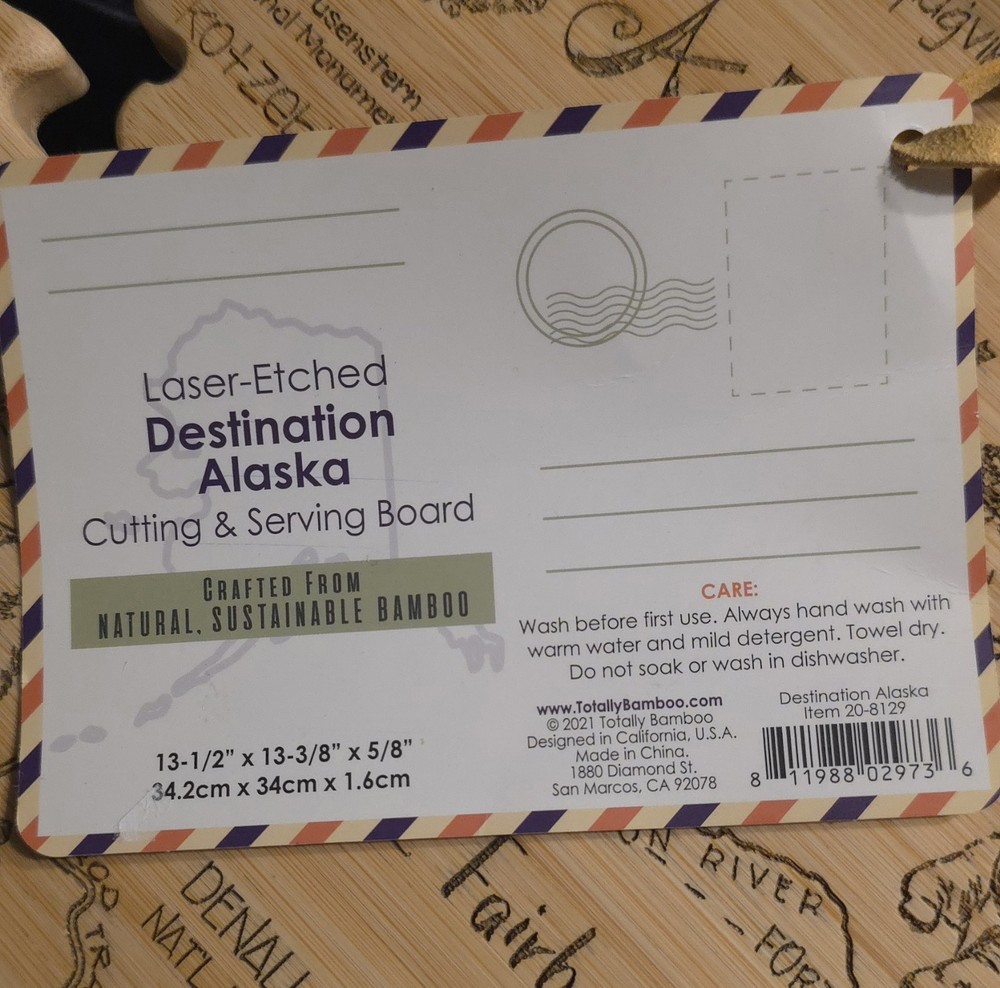 usenstern
nal Monume
KOTZE
Laser-Etched
Destination
Alaska
Cutting & Serving Board
CRAFTED FROM
NATURAL, SUSTAINABLE BAMBOO
13-1/2” x 13-3/8” x 5/8”
34.2cm x 34cm x 1.6cm
CARE:
Wash before first use. Always hand wash with
warm water and mild detergent. Towel dry.
Do not soak or wash in dishwasher.
www.TotallyBamboo.com
© 2021 Totally Bamboo
Designed in California, U.S.A.
Made in China.
1880 Diamond St.
San Marcos, CA 92078
Destination Alaska
Item 20-8129
8 11988 02973 6
DENALI
NAT'L
Fairb
RIVER
FOR